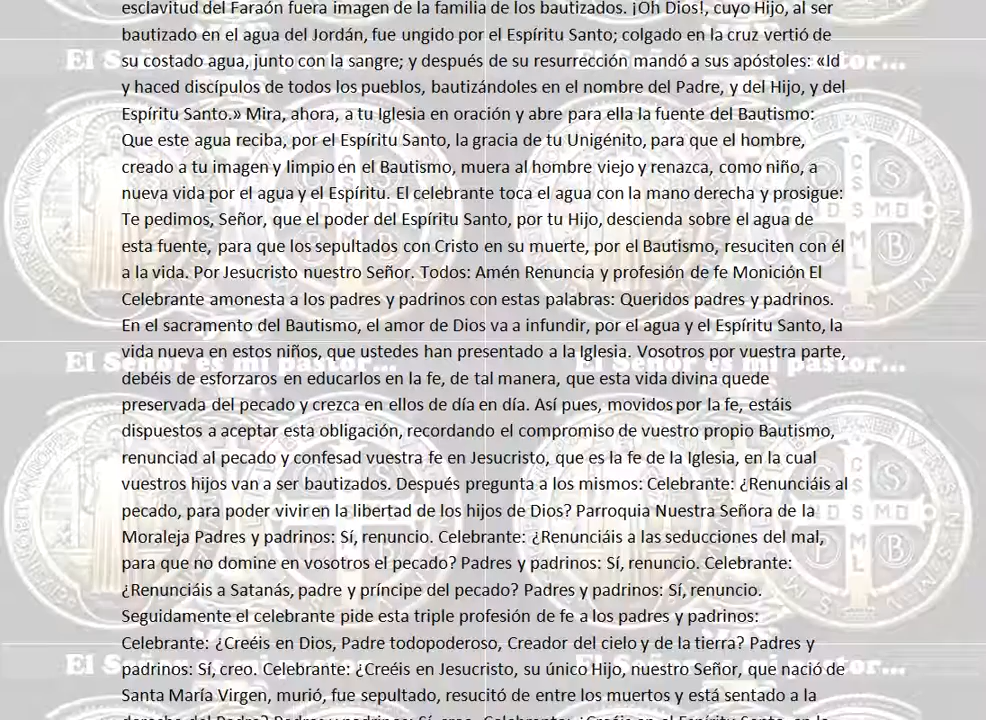 esclavitud del Faraón fuera imagen de la familia de los bautizados. ¡Oh Dios!, cuyo Hijo, al ser
bautizado en el agua del Jordán, fue ungido por el Espíritu Santo; colgado en la cruz vertió de
su costado agua, junto con la sangre; y después de su resurrección mandó a sus apóstoles: «Id
y haced discípulos de todos los pueblos, bautizándoles en el nombre del Padre, y del Hijo, y del
Espíritu Santo.» Mira, ahora, a tu Iglesia en oración y abre para ella la fuente del Bautismo:
Que este agua reciba, por el Espíritu Santo, la gracia de tu Unigénito, para que el hombre,
creado a tu imagen y limpio en el Bautismo, muera al hombre viejo y renazca, como niño, a
nueva vida por el agua y el Espíritu. El celebrante toca el agua con la mano derecha y prosigue:
Te pedimos, Señor, que el poder del Espíritu Santo, por tu Hijo, descienda sobre el agua de
esta fuente, para que los sepultados con Cristo en su muerte, por el Bautismo, resuciten con él
a la vida. Por Jesucristo nuestro Señor. Todos: Amén Renuncia y profesión de fe Monición El
Celebrante amonesta a los padres y padrinos con estas palabras: Queridos padres y padrinos.
En el sacramento del Bautismo, el amor de Dios va a infundir, por el agua y el Espíritu Santo, la
vida nueva en estos niños, que ustedes han presentado a la Iglesia. Vosotros por vuestra parte,
El Señor es mi pastor...
debéis de esforzaros en educarlos en la fe, de tal manera, que esta vida divina quede
preservada del pecado y crezca en ellos de día en día. Así pues, movidos por la fe, estáis
dispuestos a aceptar esta obligación, recordando el compromiso de vuestro propio Bautismo,
renunciad al pecado y confesad vuestra fe en Jesucristo, que es la fe de la Iglesia, en la cual
vuestros hijos van a ser bautizados. Después pregunta a los mismos: Celebrante: ¿Renunciáis al
pecado, para poder vivir en la libertad de los hijos de Dios? Parroquia Nuestra Señora de la
Moraleja Padres y padrinos: Sí, renuncio. Celebrante: ¿Renunciáis a las seducciones del mal,
para que no domine en vosotros el pecado? Padres y padrinos: Sí, renuncio. Celebrante:
¿Renunciáis a Satanás, padre y príncipe del pecado? Padres y padrinos: Sí, renuncio.
Seguidamente el celebrante pide esta triple profesión de fe a los padres y padrinos:
Celebrante: ¿Creéis en Dios, Padre todopoderoso, Creador del cielo y de la tierra? Padres y
padrinos: Sí, creo. Celebrante: ¿Creéis en Jesucristo, su único Hijo, nuestro Señor, que nació de
Santa María Virgen, murió, fue sepultado, resucitó de entre los muertos y está sentado a la
derecha del Padre? Padres y padrinos: Sí, creo. Celebrante: ¿Creéis en el Espíritu Santo, en la